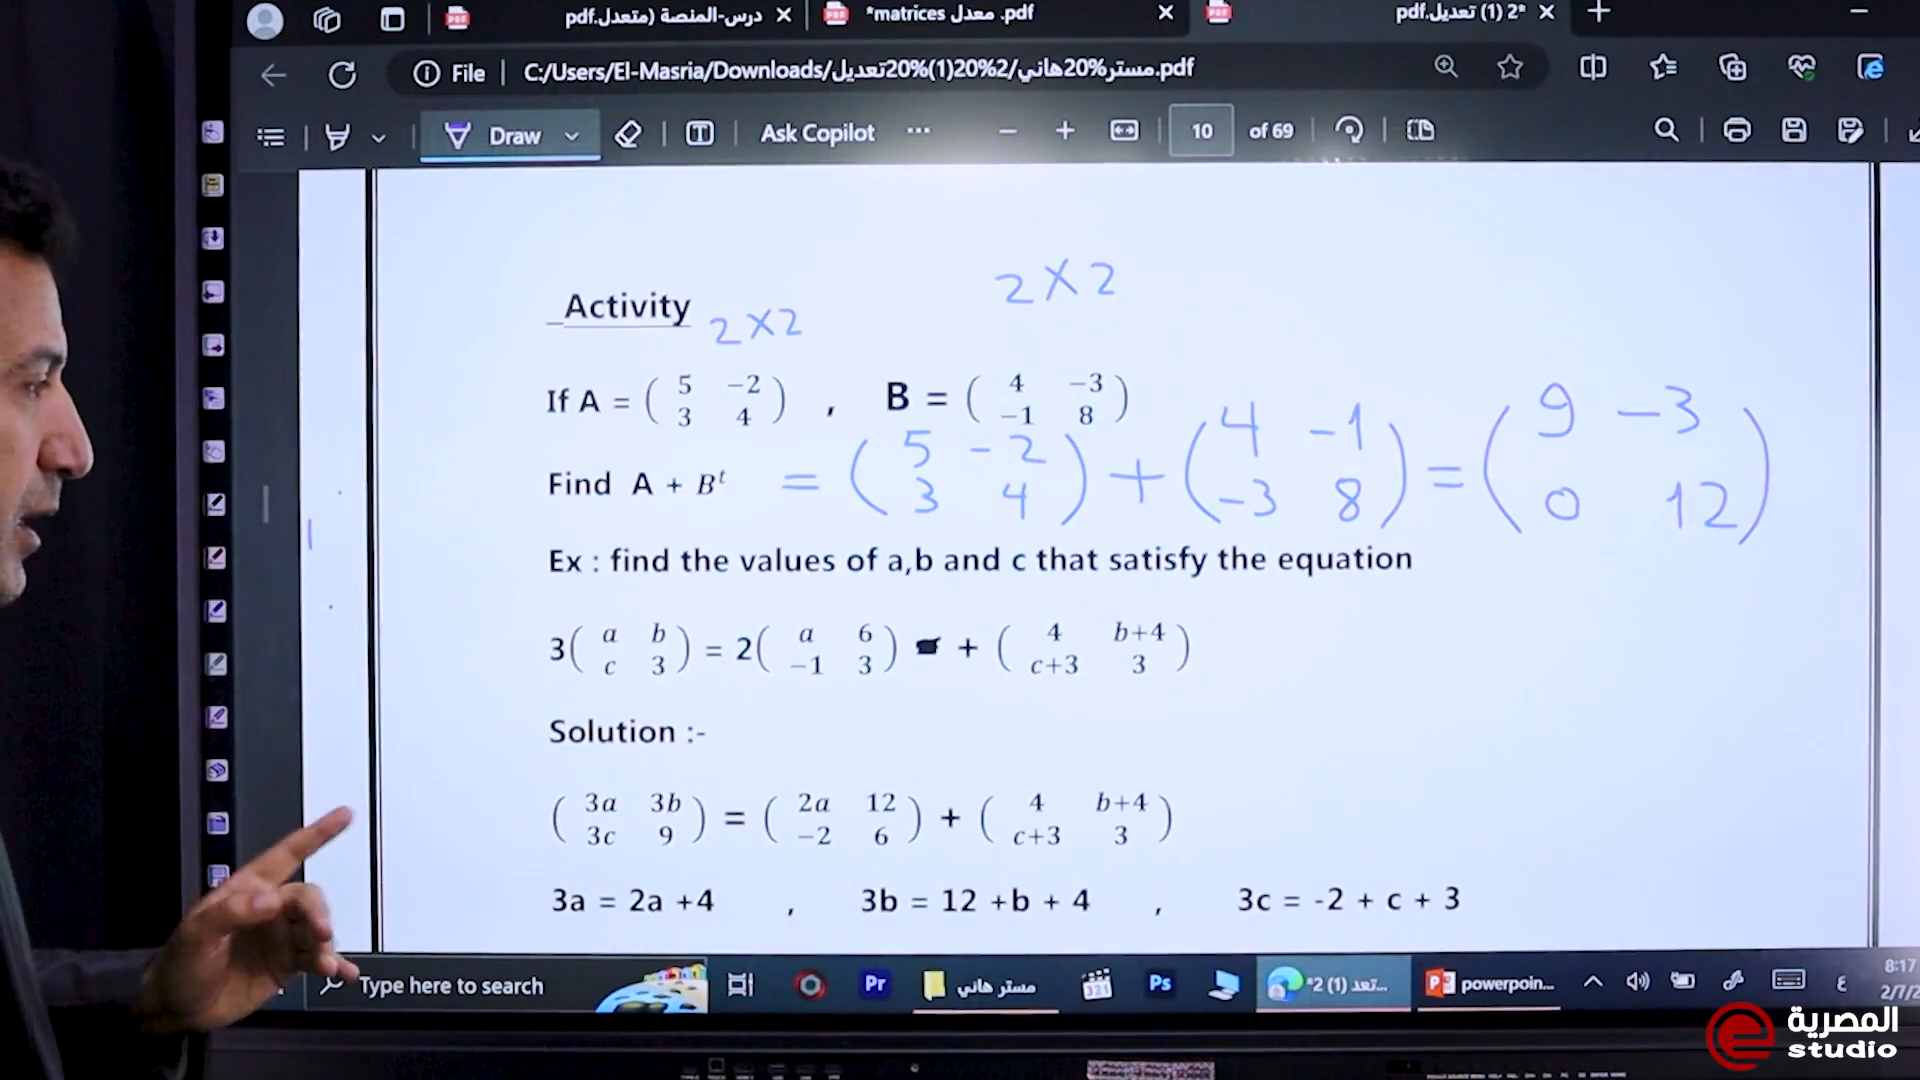 درس-المنصة (متعدل.pdf
*matrices معدل .pdf
*2 (1) تعديل.pdf
File C:/Users/El-Masria/Downloads/مستر%20هاني/2%20(1)%20تعديل.pdf
Draw Ask Copilot ... 10 of 69
Activity 2×2 2×2
If A = ( 5 -2 ) , B = ( 4 -3 )
3 4 -1 8
Find A + Bᵗ = ( 5 -2 ) + ( 4 -1 ) = ( 9 -3 )
3 4 -3 8 0 12
Ex : find the values of a,b and c that satisfy the equation
3( a b ) = 2( a 6 ) + ( 4 b+4 )
c 3 -1 3 c+3 3
Solution :-
( 3a 3b ) = ( 2a 12 ) + ( 4 b+4 )
3c 9 -2 6 c+3 3
3a = 2a +4 , 3b = 12 +b + 4 , 3c = -2 + c + 3
Type here to search
Pr
مستر هاني
321
Ps
*2 (1) تعد...
powerpoin...
ع
8:17
المصرية
studio